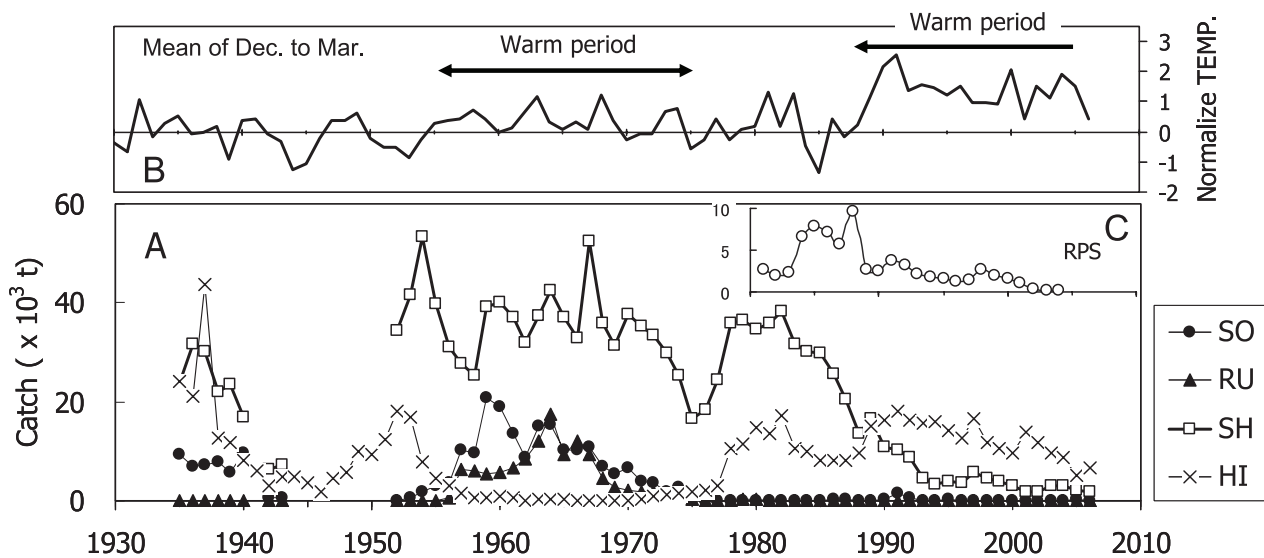 Mean of Dec. to Mar.
Warm period
Warm period
3
2
1
0
-1
-2
Normalize TEMP.
B
60
40
20
0
Catch ( x 10³ t)
A
10
5
0
RPS
C
SO
RU
SH
HI
1930 1940 1950 1960 1970 1980 1990 2000 2010